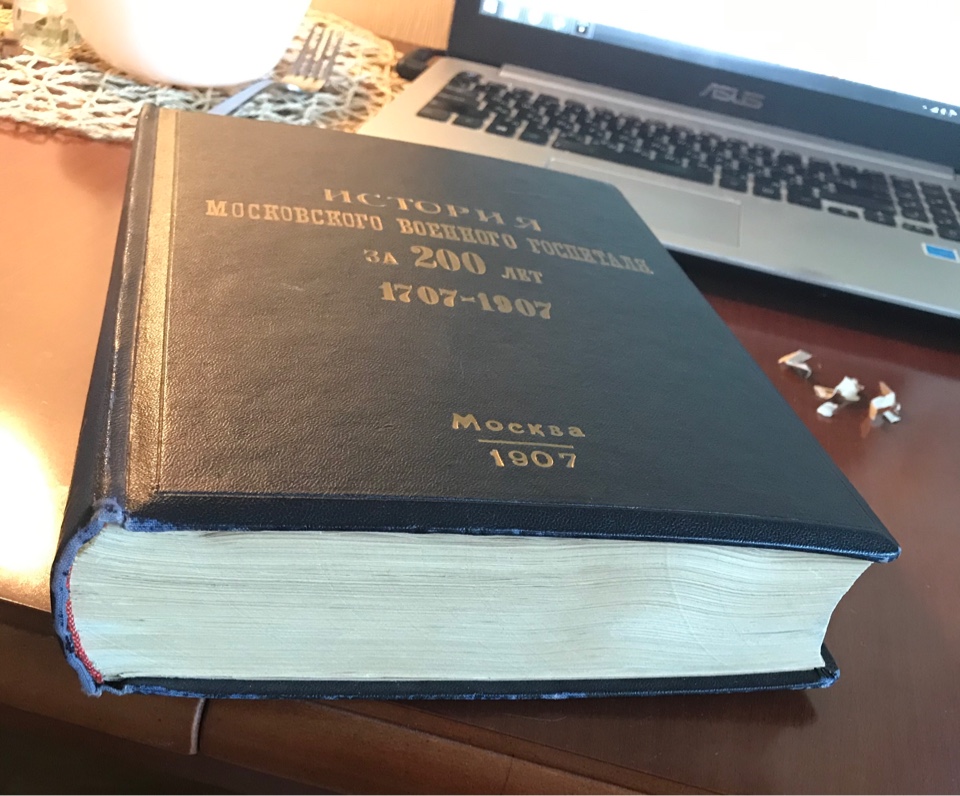 ИСТОРИЯ
МОСКОВСКОГО ВОЕННОГО ГОСПИТАЛЯ
ЗА 200 ЛЕТ
1707-1907
Москва
1907
ASUS